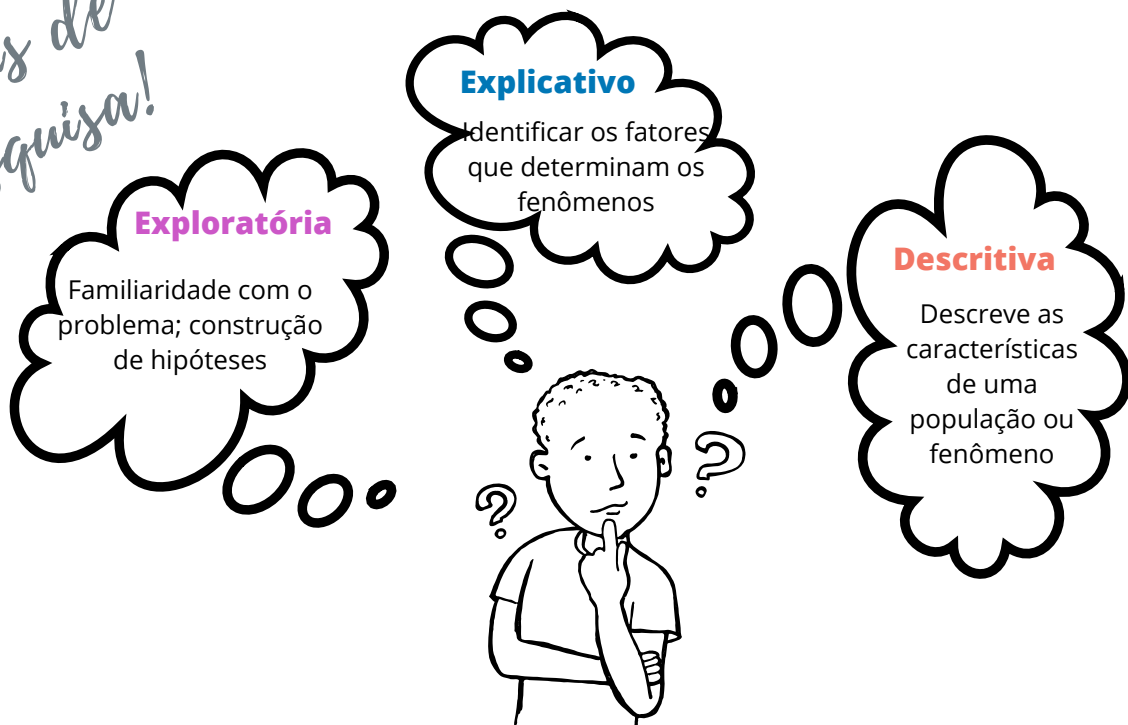 de
Explicativo
Identificar os fatores
que determinam os
fenômenos
Exploratória
Familiaridade com o
problema; construção
de hipóteses
Descritiva
Descreve as
características
de uma
população ou
fenômeno
?
?